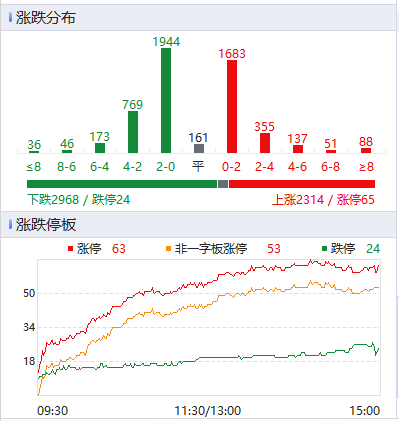 涨跌分布
36 46 173 769 1944 161 1683 355 137 51 88
≤8 8-6 6-4 4-2 2-0 平 0-2 2-4 4-6 6-8 ≥8
下跌2968 / 跌停24 上涨2314 / 涨停65
涨跌停板
涨停 63 非一字板涨停 53 跌停 24
50
34
18
09:30 11:30/13:00 15:00